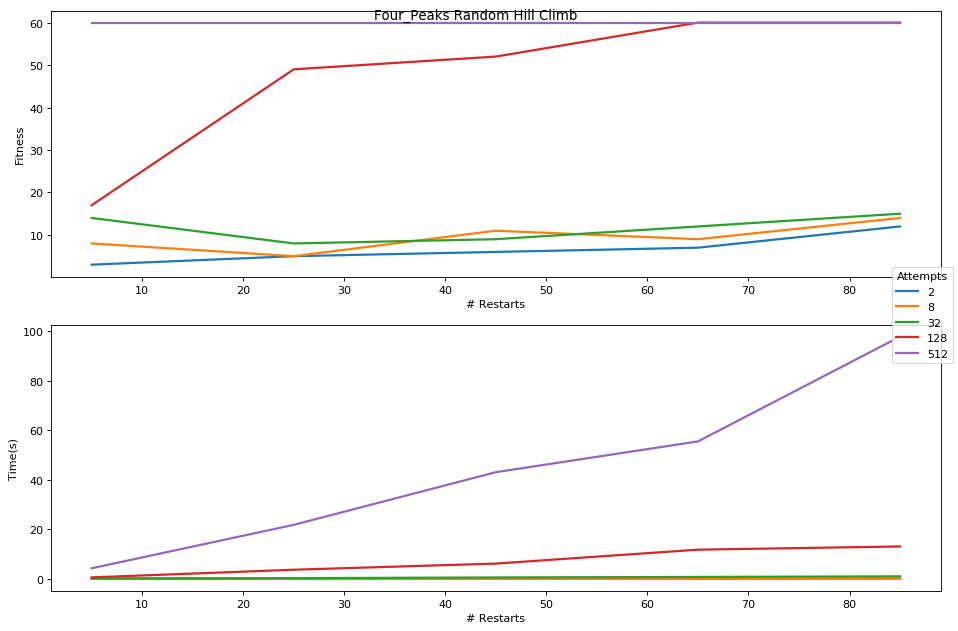 Four_Peaks Random Hill Climb
60
50
40
30
20
10
Fitness
10 20 30 40 50 60 70 80
# Restarts
Attempts
2
8
32
128
512
100
80
60
40
20
0
Time(s)
10 20 30 40 50 60 70 80
# Restarts